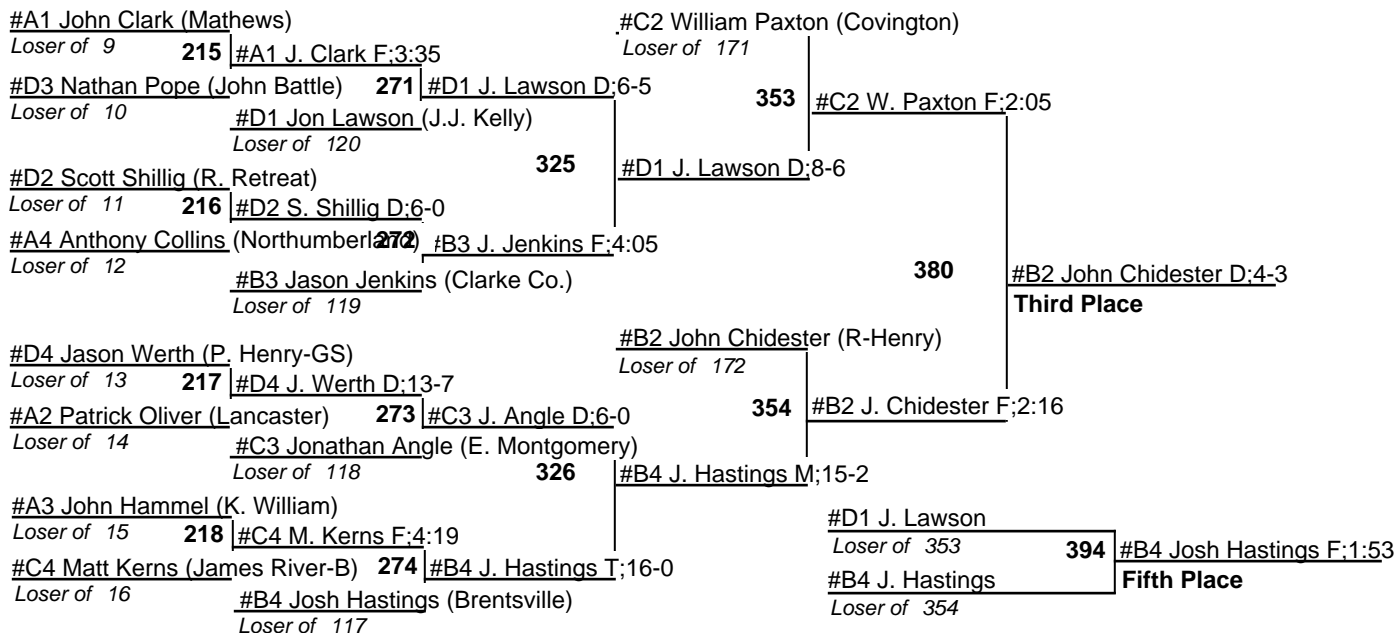 #A1 John Clark (Mathews)
Loser of 9
215
#A1 J. Clark F;3:35
#D3 Nathan Pope (John Battle)
Loser of 10
271
#D1 J. Lawson D;6-5
#D1 Jon Lawson (J.J. Kelly)
Loser of 120
325
#D1 J. Lawson D;8-6
#D2 Scott Shillig (R. Retreat)
Loser of 11
216
#D2 S. Shillig D;6-0
#A4 Anthony Collins (Northumberland)
Loser of 12
272
#B3 J. Jenkins F;4:05
#B3 Jason Jenkins (Clarke Co.)
Loser of 119
#C2 William Paxton (Covington)
Loser of 171
353
#C2 W. Paxton F;2:05
380
#B2 John Chidester D;4-3
Third Place
#D4 Jason Werth (P. Henry-GS)
Loser of 13
217
#D4 J. Werth D;13-7
#A2 Patrick Oliver (Lancaster)
Loser of 14
273
#C3 J. Angle D;6-0
#C3 Jonathan Angle (E. Montgomery)
Loser of 118
326
#B4 J. Hastings M;15-2
#A3 John Hammel (K. William)
Loser of 15
218
#C4 M. Kerns F;4:19
#C4 Matt Kerns (James River-B)
Loser of 16
274
#B4 J. Hastings T;16-0
#B4 Josh Hastings (Brentsville)
Loser of 117
#B2 John Chidester (R-Henry)
Loser of 172
354
#B2 J. Chidester F;2:16
#D1 J. Lawson
Loser of 353
394
#B4 Josh Hastings F;1:53
Fifth Place
#B4 J. Hastings
Loser of 354